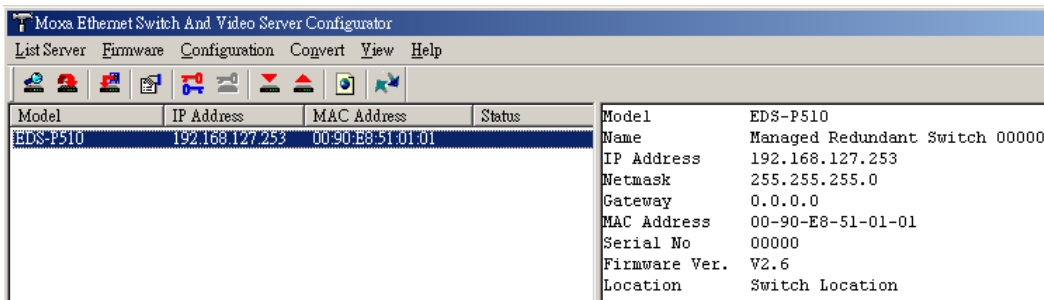 Moxa Ethernet Switch And Video Server Configurator
List Server Firmware Configuration Convert View Help
Model IP Address MAC Address Status
EDS-P510 192.168.127.253 00:90:E8:51:01:01
Model EDS-P510
Name Managed Redundant Switch 00000
IP Address 192.168.127.253
Netmask 255.255.255.0
Gateway 0.0.0.0
MAC Address 00-90-E8-51-01-01
Serial No 00000
Firmware Ver. V2.6
Location Switch Location